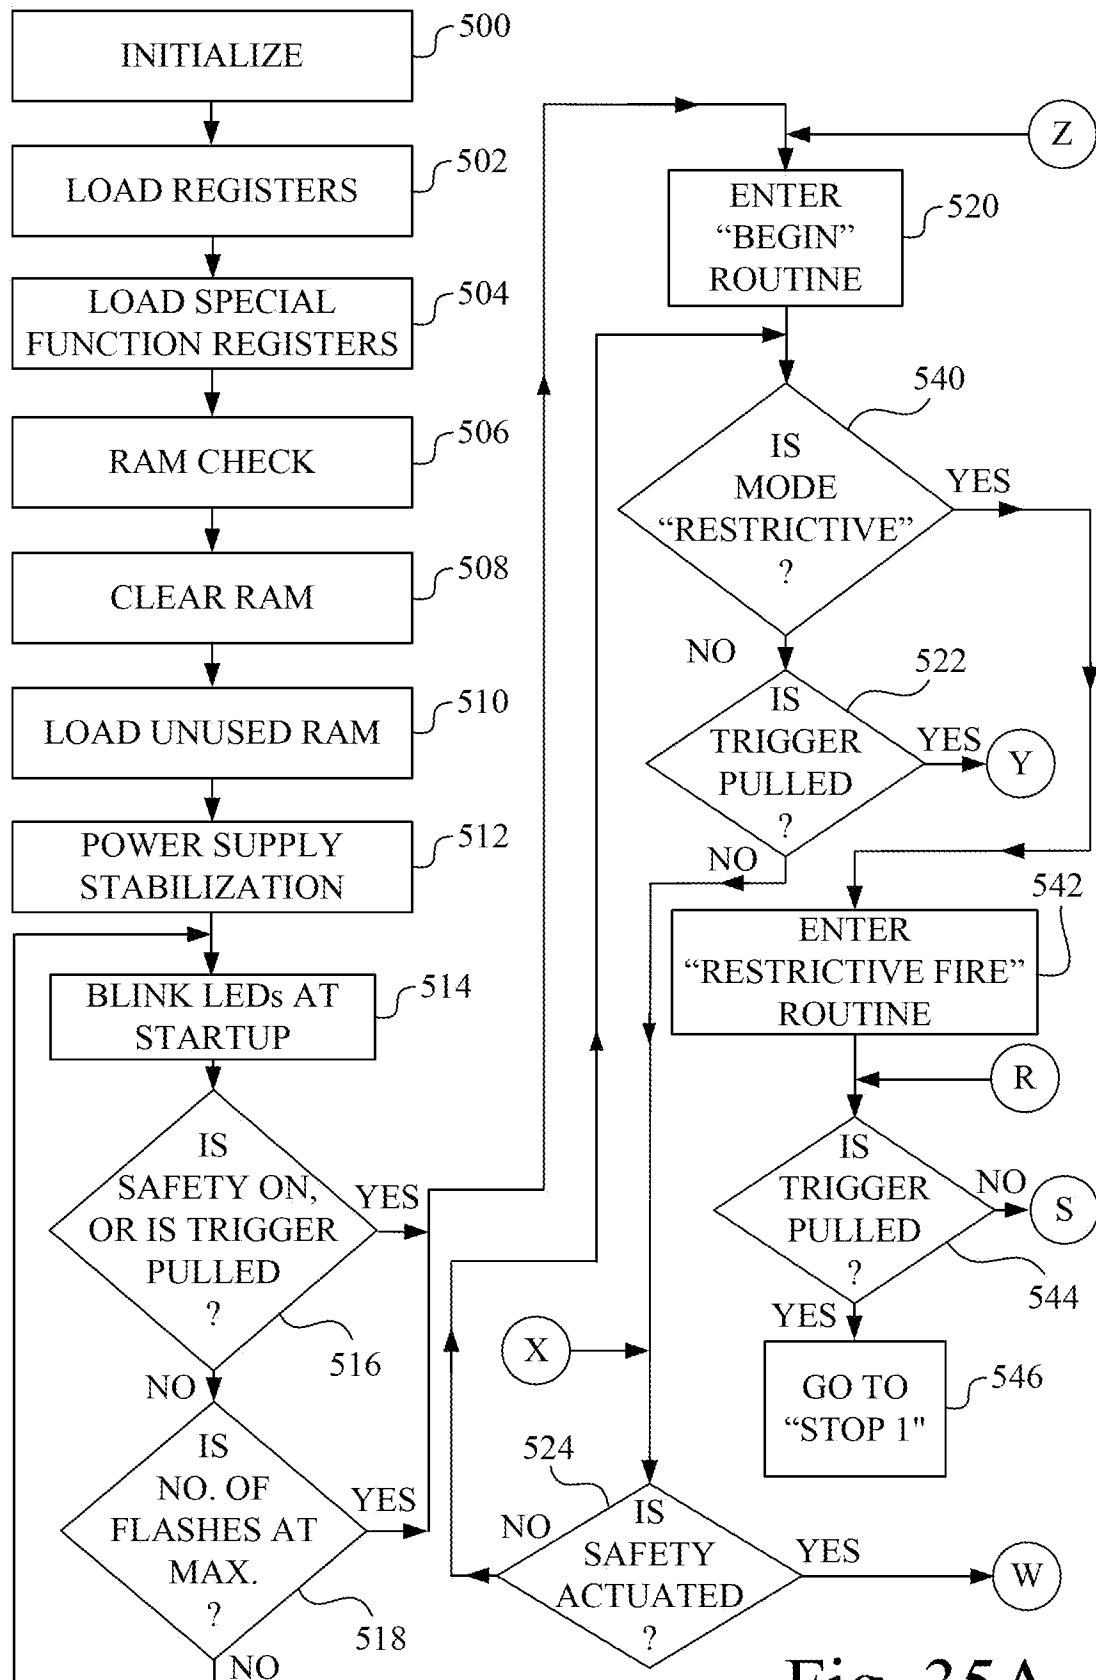 INITIALIZE
500
LOAD REGISTERS
502
LOAD SPECIAL
FUNCTION REGISTERS
504
RAM CHECK
506
CLEAR RAM
508
LOAD UNUSED RAM
510
POWER SUPPLY
STABILIZATION
512
BLINK LEDs AT
STARTUP
514
IS
SAFETY ON,
OR IS TRIGGER
PULLED
?
YES
516
NO
IS
NO. OF
FLASHES AT
MAX.
?
YES
518
NO
Z
ENTER
“BEGIN”
ROUTINE
520
540
IS
MODE
“RESTRICTIVE”
?
YES
NO
522
IS
TRIGGER
PULLED
?
YES
Y
NO
542
ENTER
“RESTRICTIVE FIRE”
ROUTINE
R
IS
TRIGGER
PULLED
?
NO
S
544
YES
GO TO
“STOP 1"
546
X
524
IS
SAFETY
ACTUATED
?
NO
YES
W
Fig. 35A